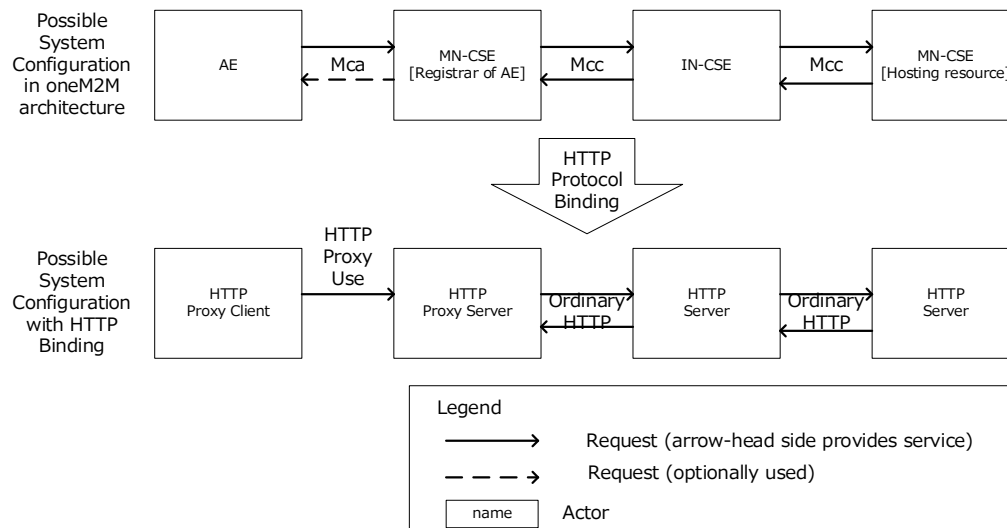 Possible
System
Configuration
in oneM2M
architecture
AE
Mca
MN-CSE
[Registrar of AE]
Mcc
IN-CSE
Mcc
MN-CSE
[Hosting resource]
HTTP
Protocol
Binding
Possible
System
Configuration
with HTTP
Binding
HTTP
Proxy Client
HTTP
Proxy
Use
HTTP
Proxy Server
Ordinary
HTTP
HTTP
Server
Ordinary
HTTP
HTTP
Server
Legend
Request (arrow-head side provides service)
Request (optionally used)
name
Actor